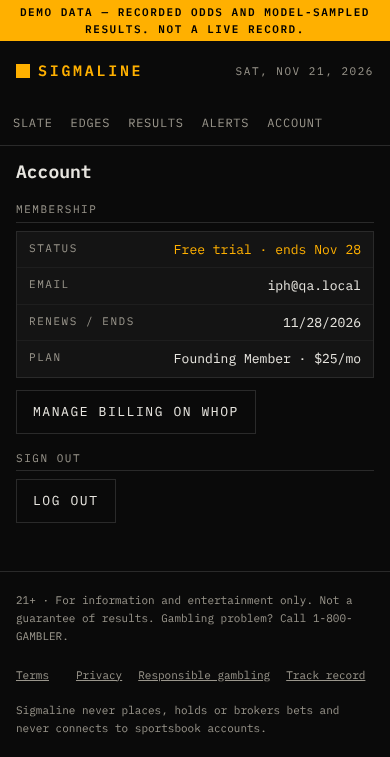 DEMO DATA — RECORDED ODDS AND MODEL-SAMPLED
RESULTS. NOT A LIVE RECORD.
SIGMALINE
SAT, NOV 21, 2026
SLATE EDGES RESULTS ALERTS ACCOUNT
Account
MEMBERSHIP
STATUS Free trial · ends Nov 28
EMAIL iph@qa.local
RENEWS / ENDS 11/28/2026
PLAN Founding Member · $25/mo
MANAGE BILLING ON WHOP
SIGN OUT
LOG OUT
21+ · For information and entertainment only. Not a
guarantee of results. Gambling problem? Call 1-800-
GAMBLER.
Terms Privacy Responsible gambling Track record
Sigmaline never places, holds or brokers bets and
never connects to sportsbook accounts.